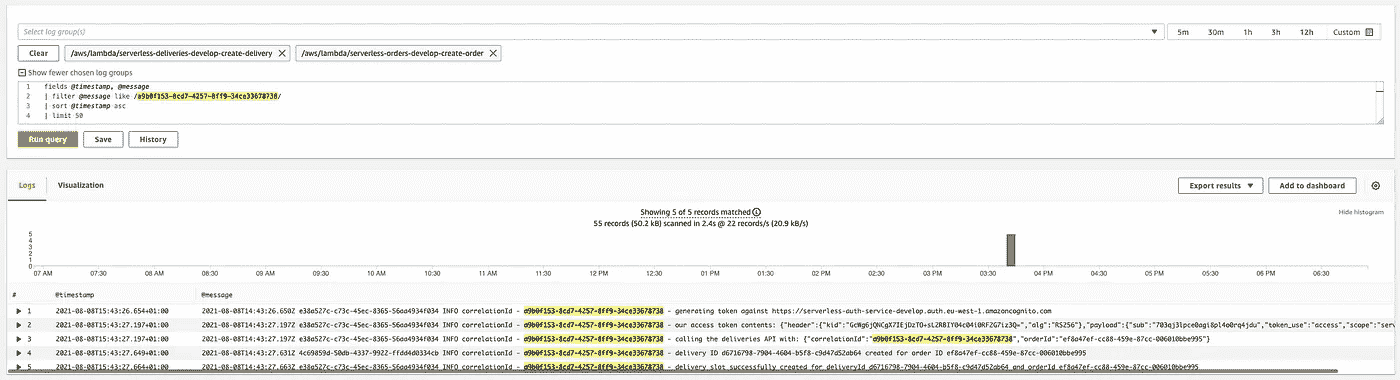 Select log group(s)
5m 30m 1h 3h 12h Custom
Clear /aws/lambda/serverless-deliveries-develop-create-delivery /aws/lambda/serverless-orders-develop-create-order
Show fewer chosen log groups
1 fields @timestamp, @message
2 | filter @message like /a9b0f153-8cd7-4257-8ff9-34ce33678738/
3 | sort @timestamp asc
4 | limit 50
Run query Save History
Logs Visualization Export results Add to dashboard
Showing 5 of 5 records matched
55 records (50.2 kB) scanned in 2.4s @ 22 records/s (20.9 kB/s)
Hide histogram
5
4
3
2
1
0
07 AM 07:30 08 AM 08:30 09 AM 09:30 10 AM 10:30 11 AM 11:30 12 PM 12:30 01 PM 01:30 02 PM 02:30 03 PM 03:30 04 PM 04:30 05 PM 05:30 06 PM 06:30
# @timestamp @message
1 2021-08-08T15:43:26.654+01:00 2021-08-08T14:43:26.650Z e38a527c-c73c-45ec-8365-56aa4934f034 INFO correlationId - a9b0f153-8cd7-4257-8ff9-34ce33678738 - generating token against https://serverless-auth-service-develop.auth.eu-west-1.amazoncognito.com
2 2021-08-08T15:43:27.197+01:00 2021-08-08T14:43:27.197Z e38a527c-c73c-45ec-8365-56aa4934f034 INFO correlationId - a9b0f153-8cd7-4257-8ff9-34ce33678738 - our access token contents: {"header":{"kid":"","alg":"RS256"},"payload":{"sub":"703qj3lpce0agi8pl4o0rq4jdu","token_use":"access","scope":"serv
3 2021-08-08T15:43:27.197+01:00 2021-08-08T14:43:27.197Z e38a527c-c73c-45ec-8365-56aa4934f034 INFO correlationId - a9b0f153-8cd7-4257-8ff9-34ce33678738 - calling the deliveries API with: {"correlationId":"a9b0f153-8cd7-4257-8ff9-34ce33678738","orderId":"ef8a47ef-cc88-459e-87cc-006010bbe995"}
4 2021-08-08T15:43:27.649+01:00 2021-08-08T14:43:27.631Z 4c69859d-50db-4337-9922-ffdd4d0334cb INFO correlationId - a9b0f153-8cd7-4257-8ff9-34ce33678738 - delivery ID d6716798-7904-4604-b5f8-c9d47d52ab64 created for order ID ef8a47ef-cc88-459e-87cc-006010bbe995
5 2021-08-08T15:43:27.664+01:00 2021-08-08T14:43:27.663Z e38a527c-c73c-45ec-8365-56aa4934f034 INFO correlationId - a9b0f153-8cd7-4257-8ff9-34ce33678738 - delivery slot successfully created for deliveryId d6716798-7904-4604-b5f8-c9d47d52ab64 and orderId ef8a47ef-cc88-459e-87cc-006010bbe995